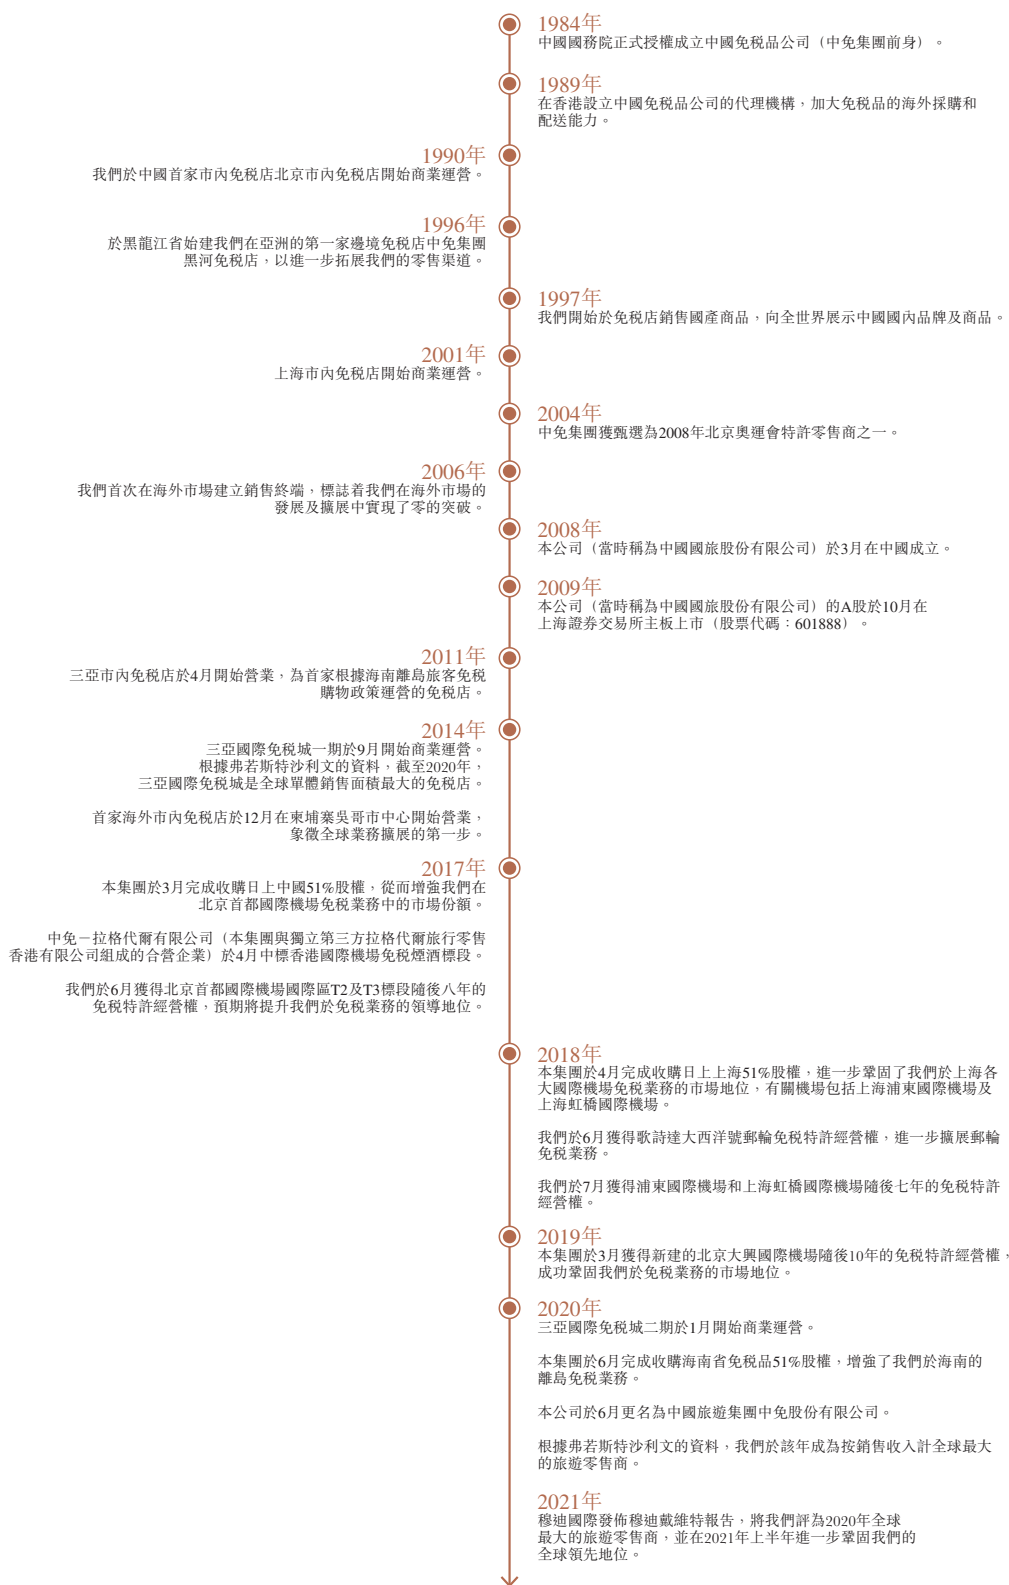 1984年
中國國務院正式授權成立中國免稅品公司（中免集團前身）。
1989年
在香港設立中國免稅品公司的代理機構，加大免稅品的海外採購和
配送能力。
1990年
我們於中國首家市內免稅店北京市內免稅店開始商業運營。
1996年
於黑龍江省始建我們在亞洲的第一家邊境免稅店中免集團
黑河免稅店，以進一步拓展我們的零售渠道。
1997年
我們開始於免稅店銷售國產商品，向全世界展示中國國內品牌及商品。
2001年
上海市內免稅店開始商業運營。
2004年
中免集團獲甄選為2008年北京奧運會特許零售商之一。
2006年
我們首次在海外市場建立銷售終端，標誌着我們在海外市場的
發展及擴展中實現了零的突破。
2008年
本公司（當時稱為中國國旅股份有限公司）於3月在中國成立。
2009年
本公司（當時稱為中國國旅股份有限公司）的A股於10月在
上海證券交易所主板上市（股票代碼：601888）。
2011年
三亞市內免稅店於4月開始營業，為首家根據海南離島旅客免稅
購物政策運營的免稅店。
2014年
三亞國際免稅城一期於9月開始商業運營。
根據弗若斯特沙利文的資料，截至2020年，
三亞國際免稅城是全球單體銷售面積最大的免稅店。
首家海外市內免稅店於12月在柬埔寨吳哥市中心開始營業，
象徵全球業務擴展的第一步。
2017年
本集團於3月完成收購日上中國51%股權，從而增強我們在
北京首都國際機場免稅業務中的市場份額。
中免－拉格代爾有限公司（本集團與獨立第三方拉格代爾旅行零售
香港有限公司組成的合營企業）於4月中標香港國際機場免稅煙酒標段。
我們於6月獲得北京首都國際機場國際區T2及T3標段隨後八年的
免稅特許經營權，預期將提升我們於免稅業務的領導地位。
2018年
本集團於4月完成收購日上上海51%股權，進一步鞏固了我們於上海各
大國際機場免稅業務的市場地位，有關機場包括上海浦東國際機場及
上海虹橋國際機場。
我們於6月獲得歌詩達大西洋號郵輪免稅特許經營權，進一步擴展郵輪
免稅業務。
我們於7月獲得浦東國際機場和上海虹橋國際機場隨後七年的免稅特許
經營權。
2019年
本集團於3月獲得新建的北京大興國際機場隨後10年的免稅特許經營權，
成功鞏固我們於免稅業務的市場地位。
2020年
三亞國際免稅城二期於1月開始商業運營。
本集團於6月完成收購海南省免稅品51%股權，增強了我們於海南的
離島免稅業務。
本公司於6月更名為中國旅遊集團中免股份有限公司。
根據弗若斯特沙利文的資料，我們於該年成為按銷售收入計全球最大
的旅遊零售商。
2021年
穆迪國際發佈穆迪戴維特報告，將我們評為2020年全球
最大的旅遊零售商，並在2021年上半年進一步鞏固我們的
全球領先地位。